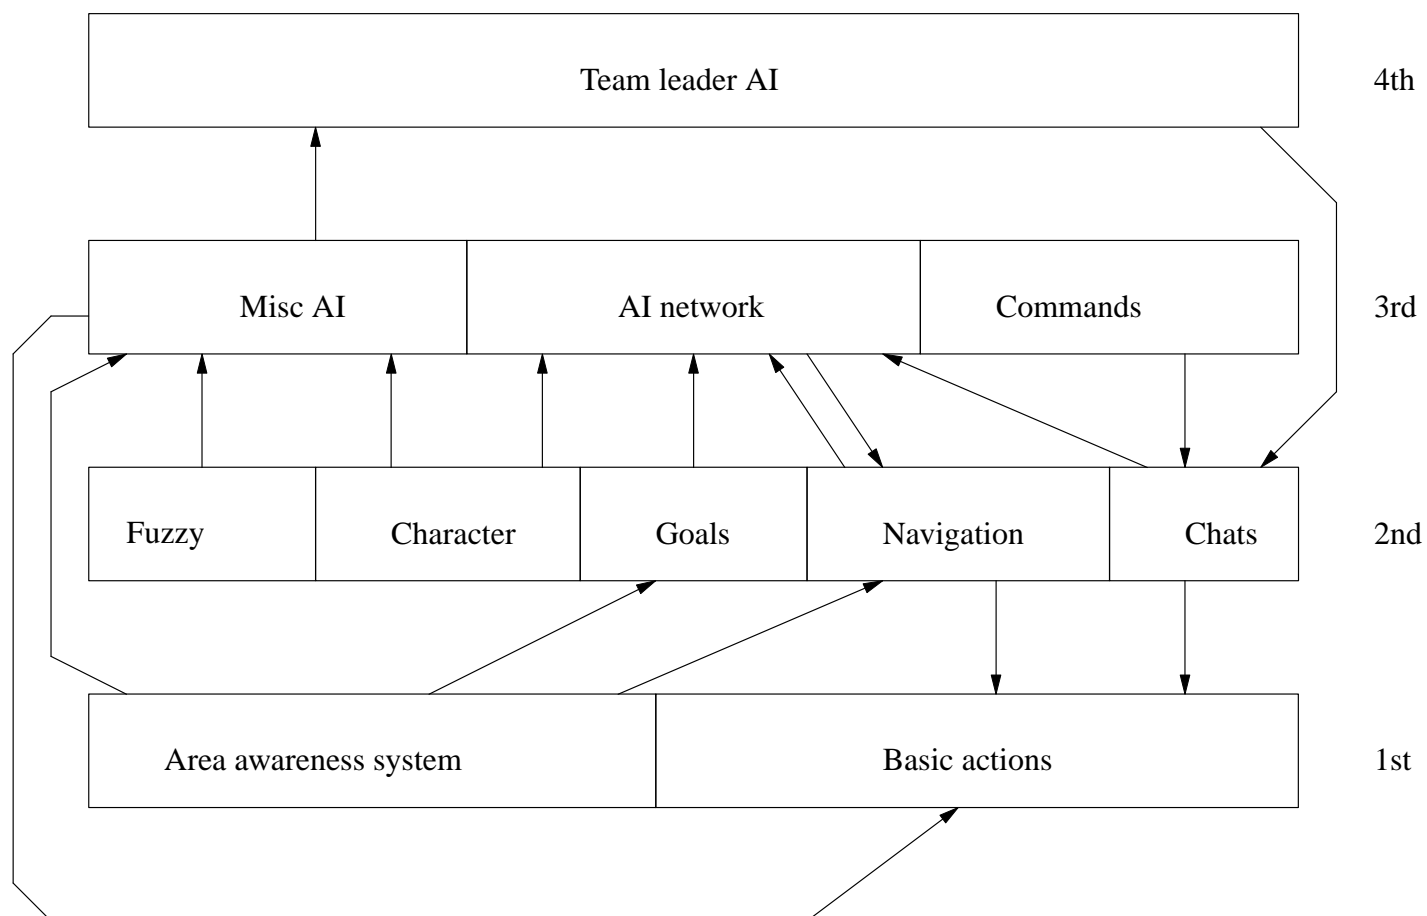 Team leader AI 4th
Misc AI AI network Commands 3rd
Fuzzy Character Goals Navigation Chats 2nd
Area awareness system Basic actions 1st